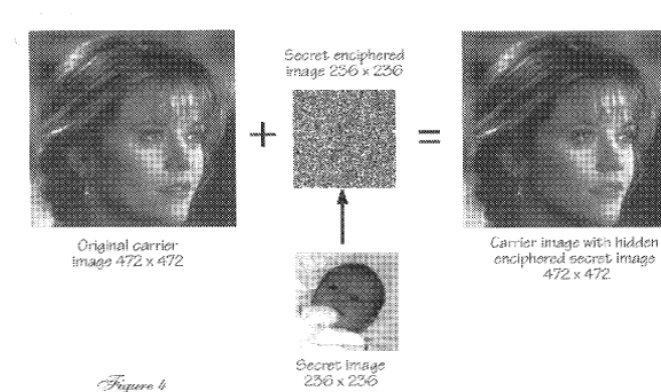 Secret enciphered
image 236 x 236
+
=
Original carrier
image 472 x 472
Carrier image with hidden
enciphered secret image
472 x 472
Secret image
236 x 236
Figure 4